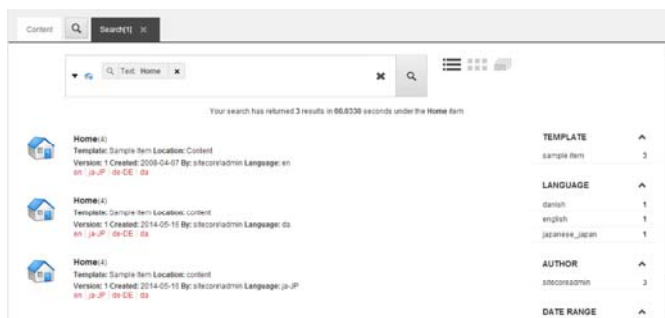 Content
Search[1]
Text: Home
Your search has returned 3 results in 66.6338 seconds under the Home item
Home(4)
Template: Sample Item Location: Content
Version: 1 Created: 2008-04-07 By: sitecore\admin Language: en
en | ja-JP | de-DE | da
Home(4)
Template: Sample Item Location: content
Version: 1 Created: 2014-05-16 By: sitecore\admin Language: da
en | ja-JP | de-DE | da
Home(4)
Template: Sample Item Location: content
Version: 1 Created: 2014-05-16 By: sitecore\admin Language: ja-JP
en | ja-JP | de-DE | da
TEMPLATE
sample item 3
LANGUAGE
danish 1
english 1
japanese_japan 1
AUTHOR
sitecoreadmin 3
DATE RANGE